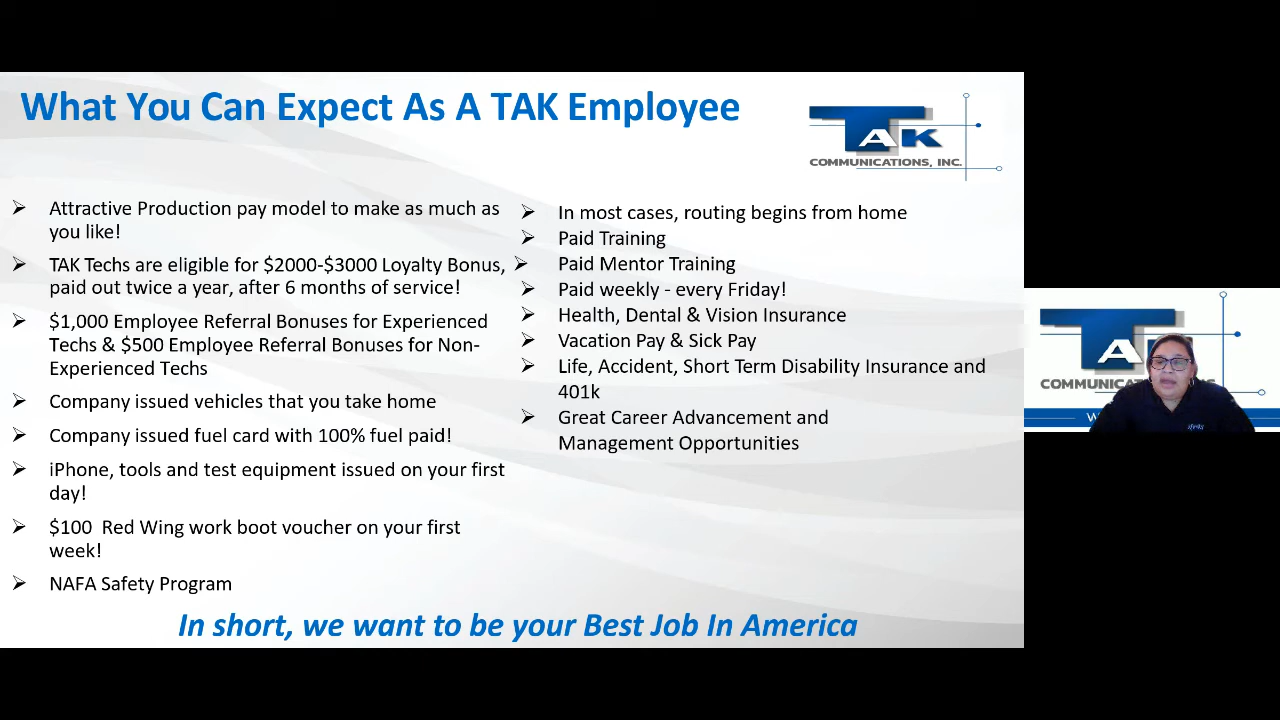 What You Can Expect As A TAK Employee
TAK
COMMUNICATIONS, INC.
Attractive Production pay model to make as much as
you like!
TAK Techs are eligible for $2000-$3000 Loyalty Bonus,
paid out twice a year, after 6 months of service!
$1,000 Employee Referral Bonuses for Experienced
Techs & $500 Employee Referral Bonuses for Non-
Experienced Techs
Company issued vehicles that you take home
Company issued fuel card with 100% fuel paid!
iPhone, tools and test equipment issued on your first
day!
$100  Red Wing work boot voucher on your first
week!
NAFA Safety Program
In most cases, routing begins from home
Paid Training
Paid Mentor Training
Paid weekly - every Friday!
Health, Dental & Vision Insurance
Vacation Pay & Sick Pay
Life, Accident, Short Term Disability Insurance and
401k
Great Career Advancement and
Management Opportunities
In short, we want to be your Best Job In America
TA